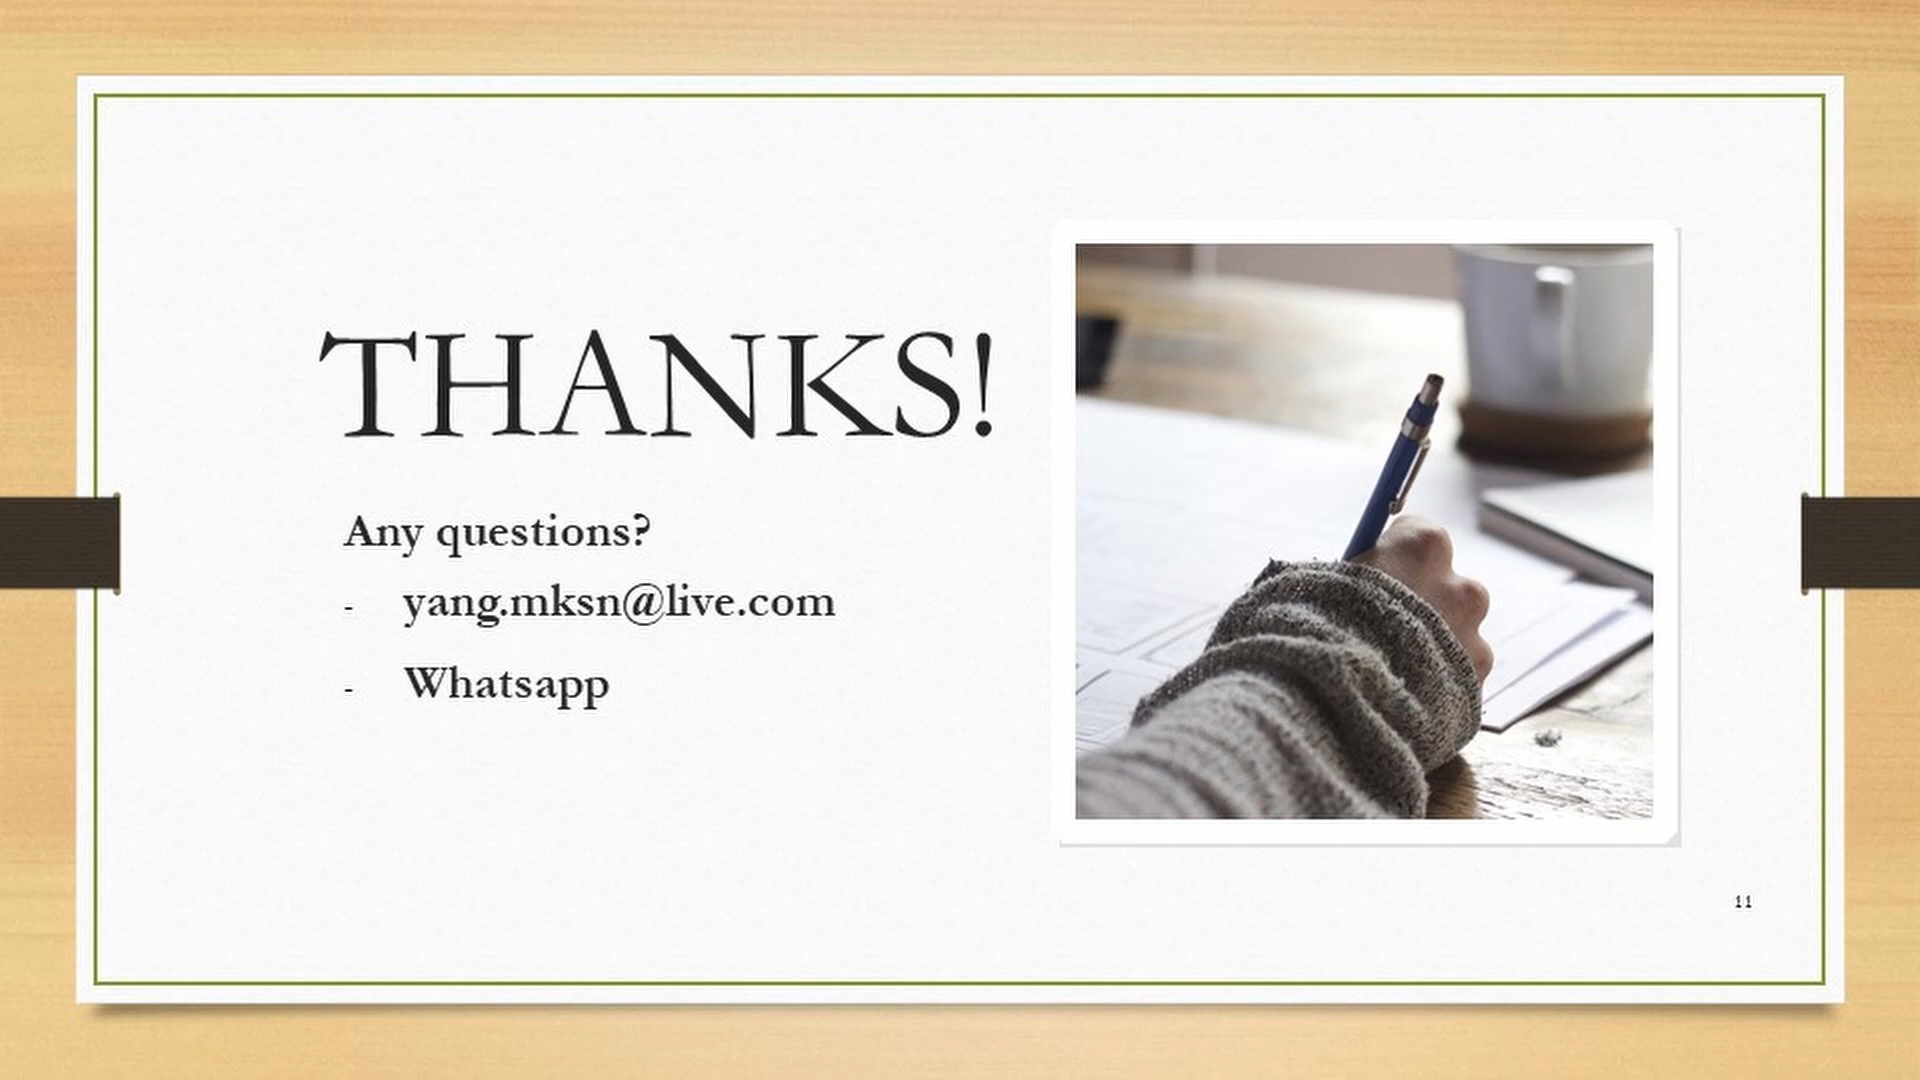 THANKS!
Any questions?
- yang.mksn@live.com
- Whatsapp
11